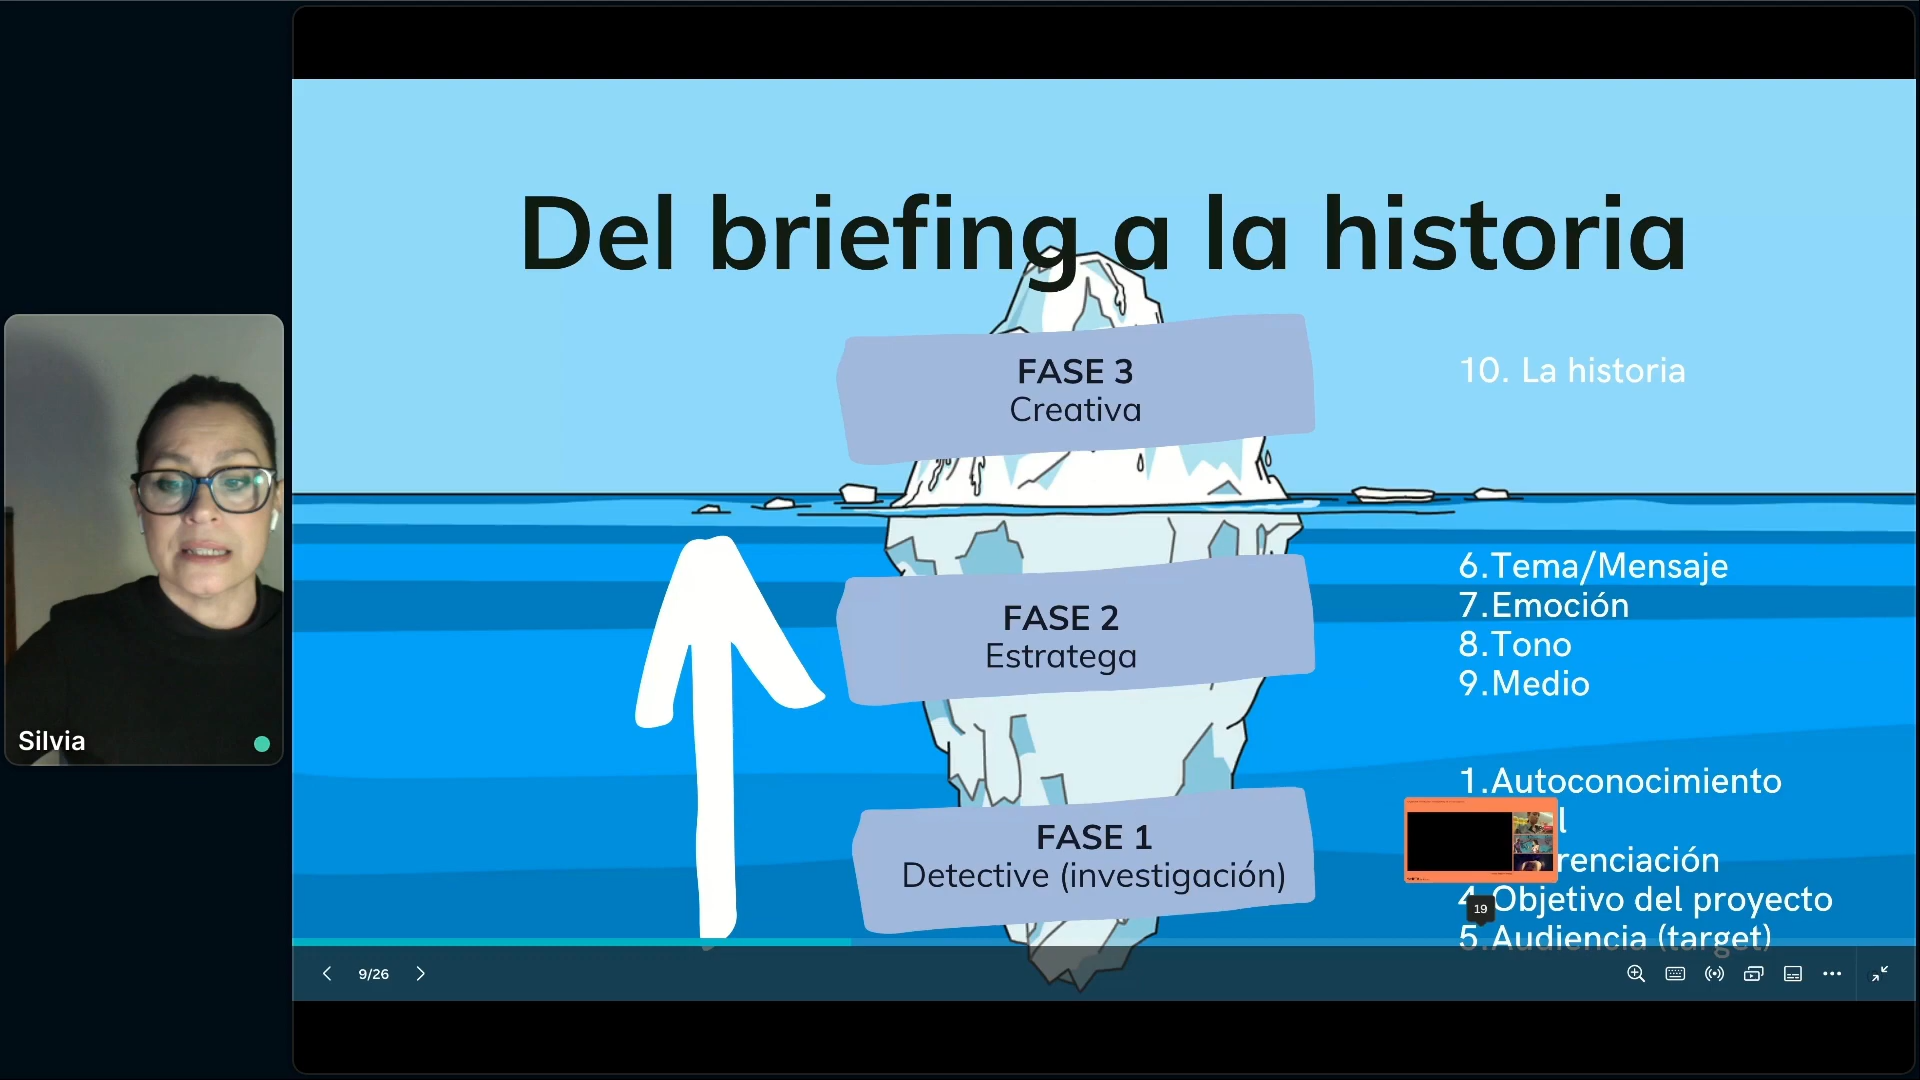 Del briefing a la historia
FASE 3
Creativa
10. La historia
FASE 2
Estratega
6.Tema/Mensaje
7.Emoción
8.Tono
9.Medio
FASE 1
Detective (investigación)
1.Autoconocimiento
l
renciación
4.Objetivo del proyecto
5.Audiencia (target)
19
Silvia
9/26